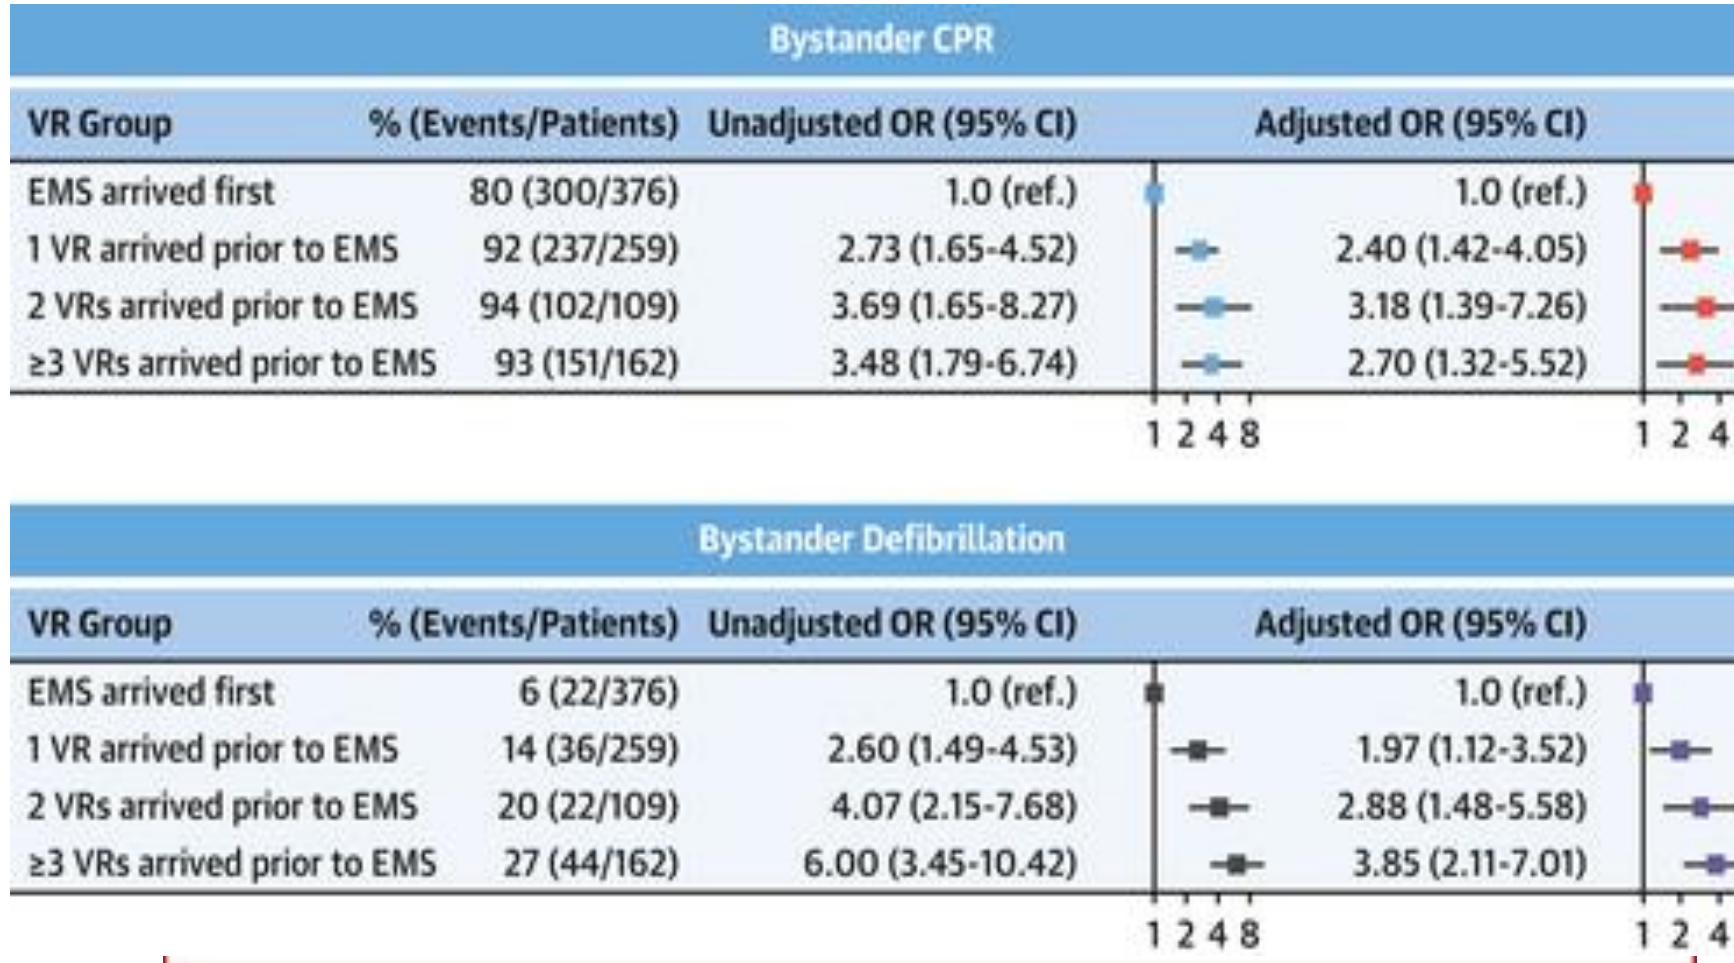 Bystander CPR
VR Group % (Events/Patients) Unadjusted OR (95% CI) Adjusted OR (95% CI)
EMS arrived first 80 (300/376) 1.0 (ref.) 1.0 (ref.)
1 VR arrived prior to EMS 92 (237/259) 2.73 (1.65-4.52) 2.40 (1.42-4.05)
2 VRs arrived prior to EMS 94 (102/109) 3.69 (1.65-8.27) 3.18 (1.39-7.26)
≥3 VRs arrived prior to EMS 93 (151/162) 3.48 (1.79-6.74) 2.70 (1.32-5.52)
1 2 4 8 1 2 4
Bystander Defibrillation
VR Group % (Events/Patients) Unadjusted OR (95% CI) Adjusted OR (95% CI)
EMS arrived first 6 (22/376) 1.0 (ref.) 1.0 (ref.)
1 VR arrived prior to EMS 14 (36/259) 2.60 (1.49-4.53) 1.97 (1.12-3.52)
2 VRs arrived prior to EMS 20 (22/109) 4.07 (2.15-7.68) 2.88 (1.48-5.58)
≥3 VRs arrived prior to EMS 27 (44/162) 6.00 (3.45-10.42) 3.85 (2.11-7.01)
1 2 4 8 1 2 4